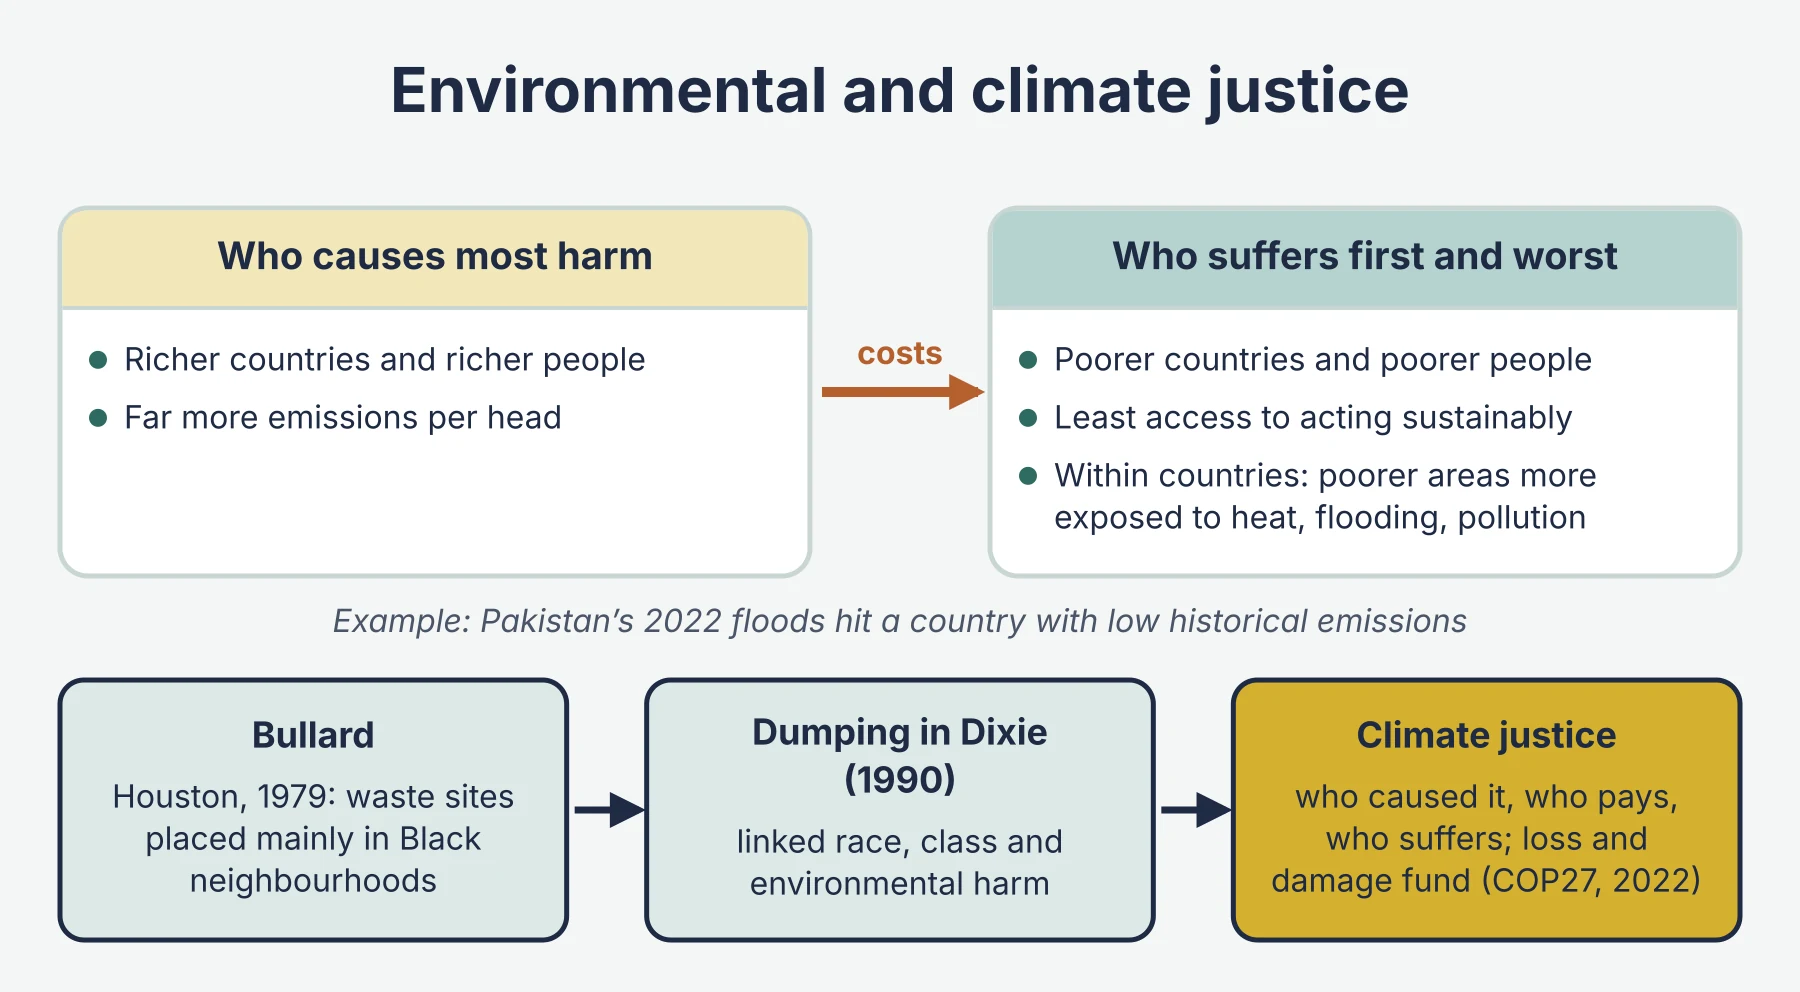 Environmental and climate justice
Who causes most harm
Richer countries and richer people
Far more emissions per head
costs
Who suffers first and worst
Poorer countries and poorer people
Least access to acting sustainably
Within countries: poorer areas more
exposed to heat, flooding, pollution
Example: Pakistan’s 2022 floods hit a country with low historical emissions
Bullard
Houston, 1979: waste sites
placed mainly in Black
neighbourhoods
Dumping in Dixie
(1990)
linked race, class and
environmental harm
Climate justice
who caused it, who pays,
who suffers; loss and
damage fund (COP27, 2022)